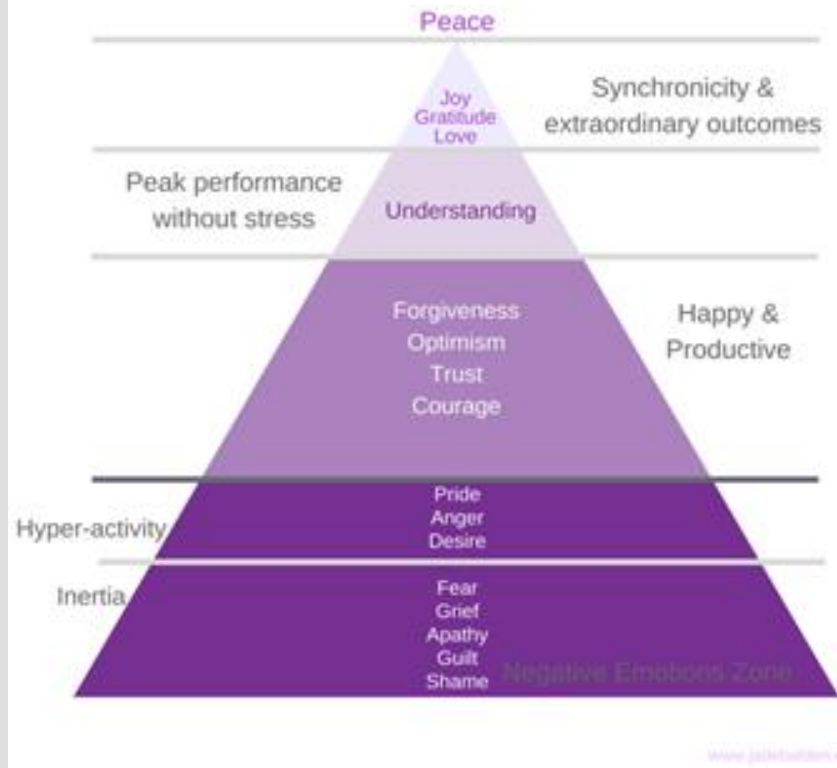 Peace
Joy
Gratitude
Love
Synchronicity &
extraordinary outcomes
Peak performance
without stress
Understanding
Forgiveness
Optimism
Trust
Courage
Happy &
Productive
Pride
Anger
Desire
Hyper-activity
Inertia
Fear
Grief
Apathy
Guilt
Shame
Negative Emotions Zone